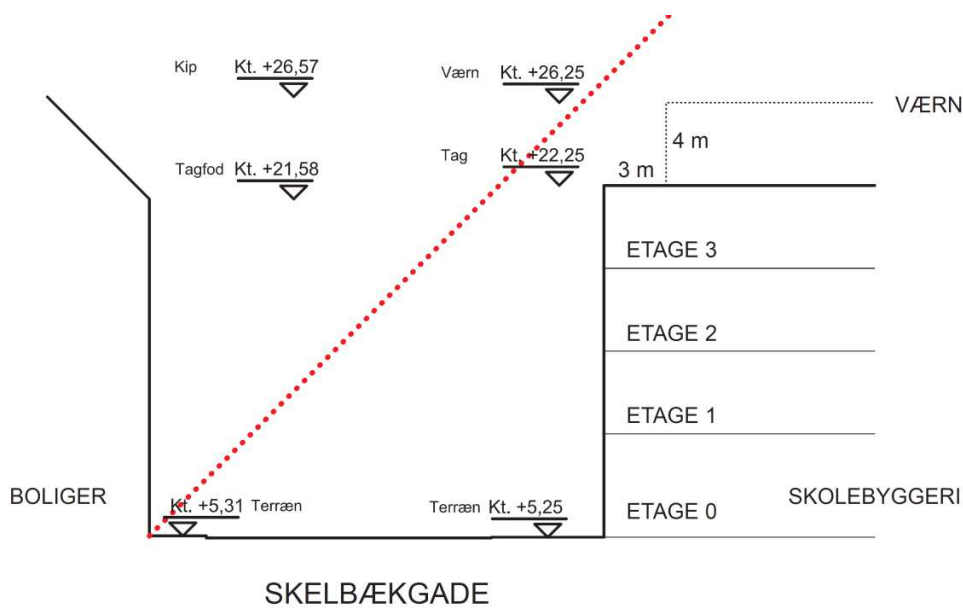 Kip Kt. +26,57 Værn Kt. +26,25
VÆRN
4 m
Tagfod Kt. +21,58 Tag Kt. +22,25
3 m
ETAGE 3
ETAGE 2
ETAGE 1
BOLIGER Kt. +5,31 Terræn Terræn Kt. +5,25 ETAGE 0 SKOLEBYGGERI
SKELBÆKGADE